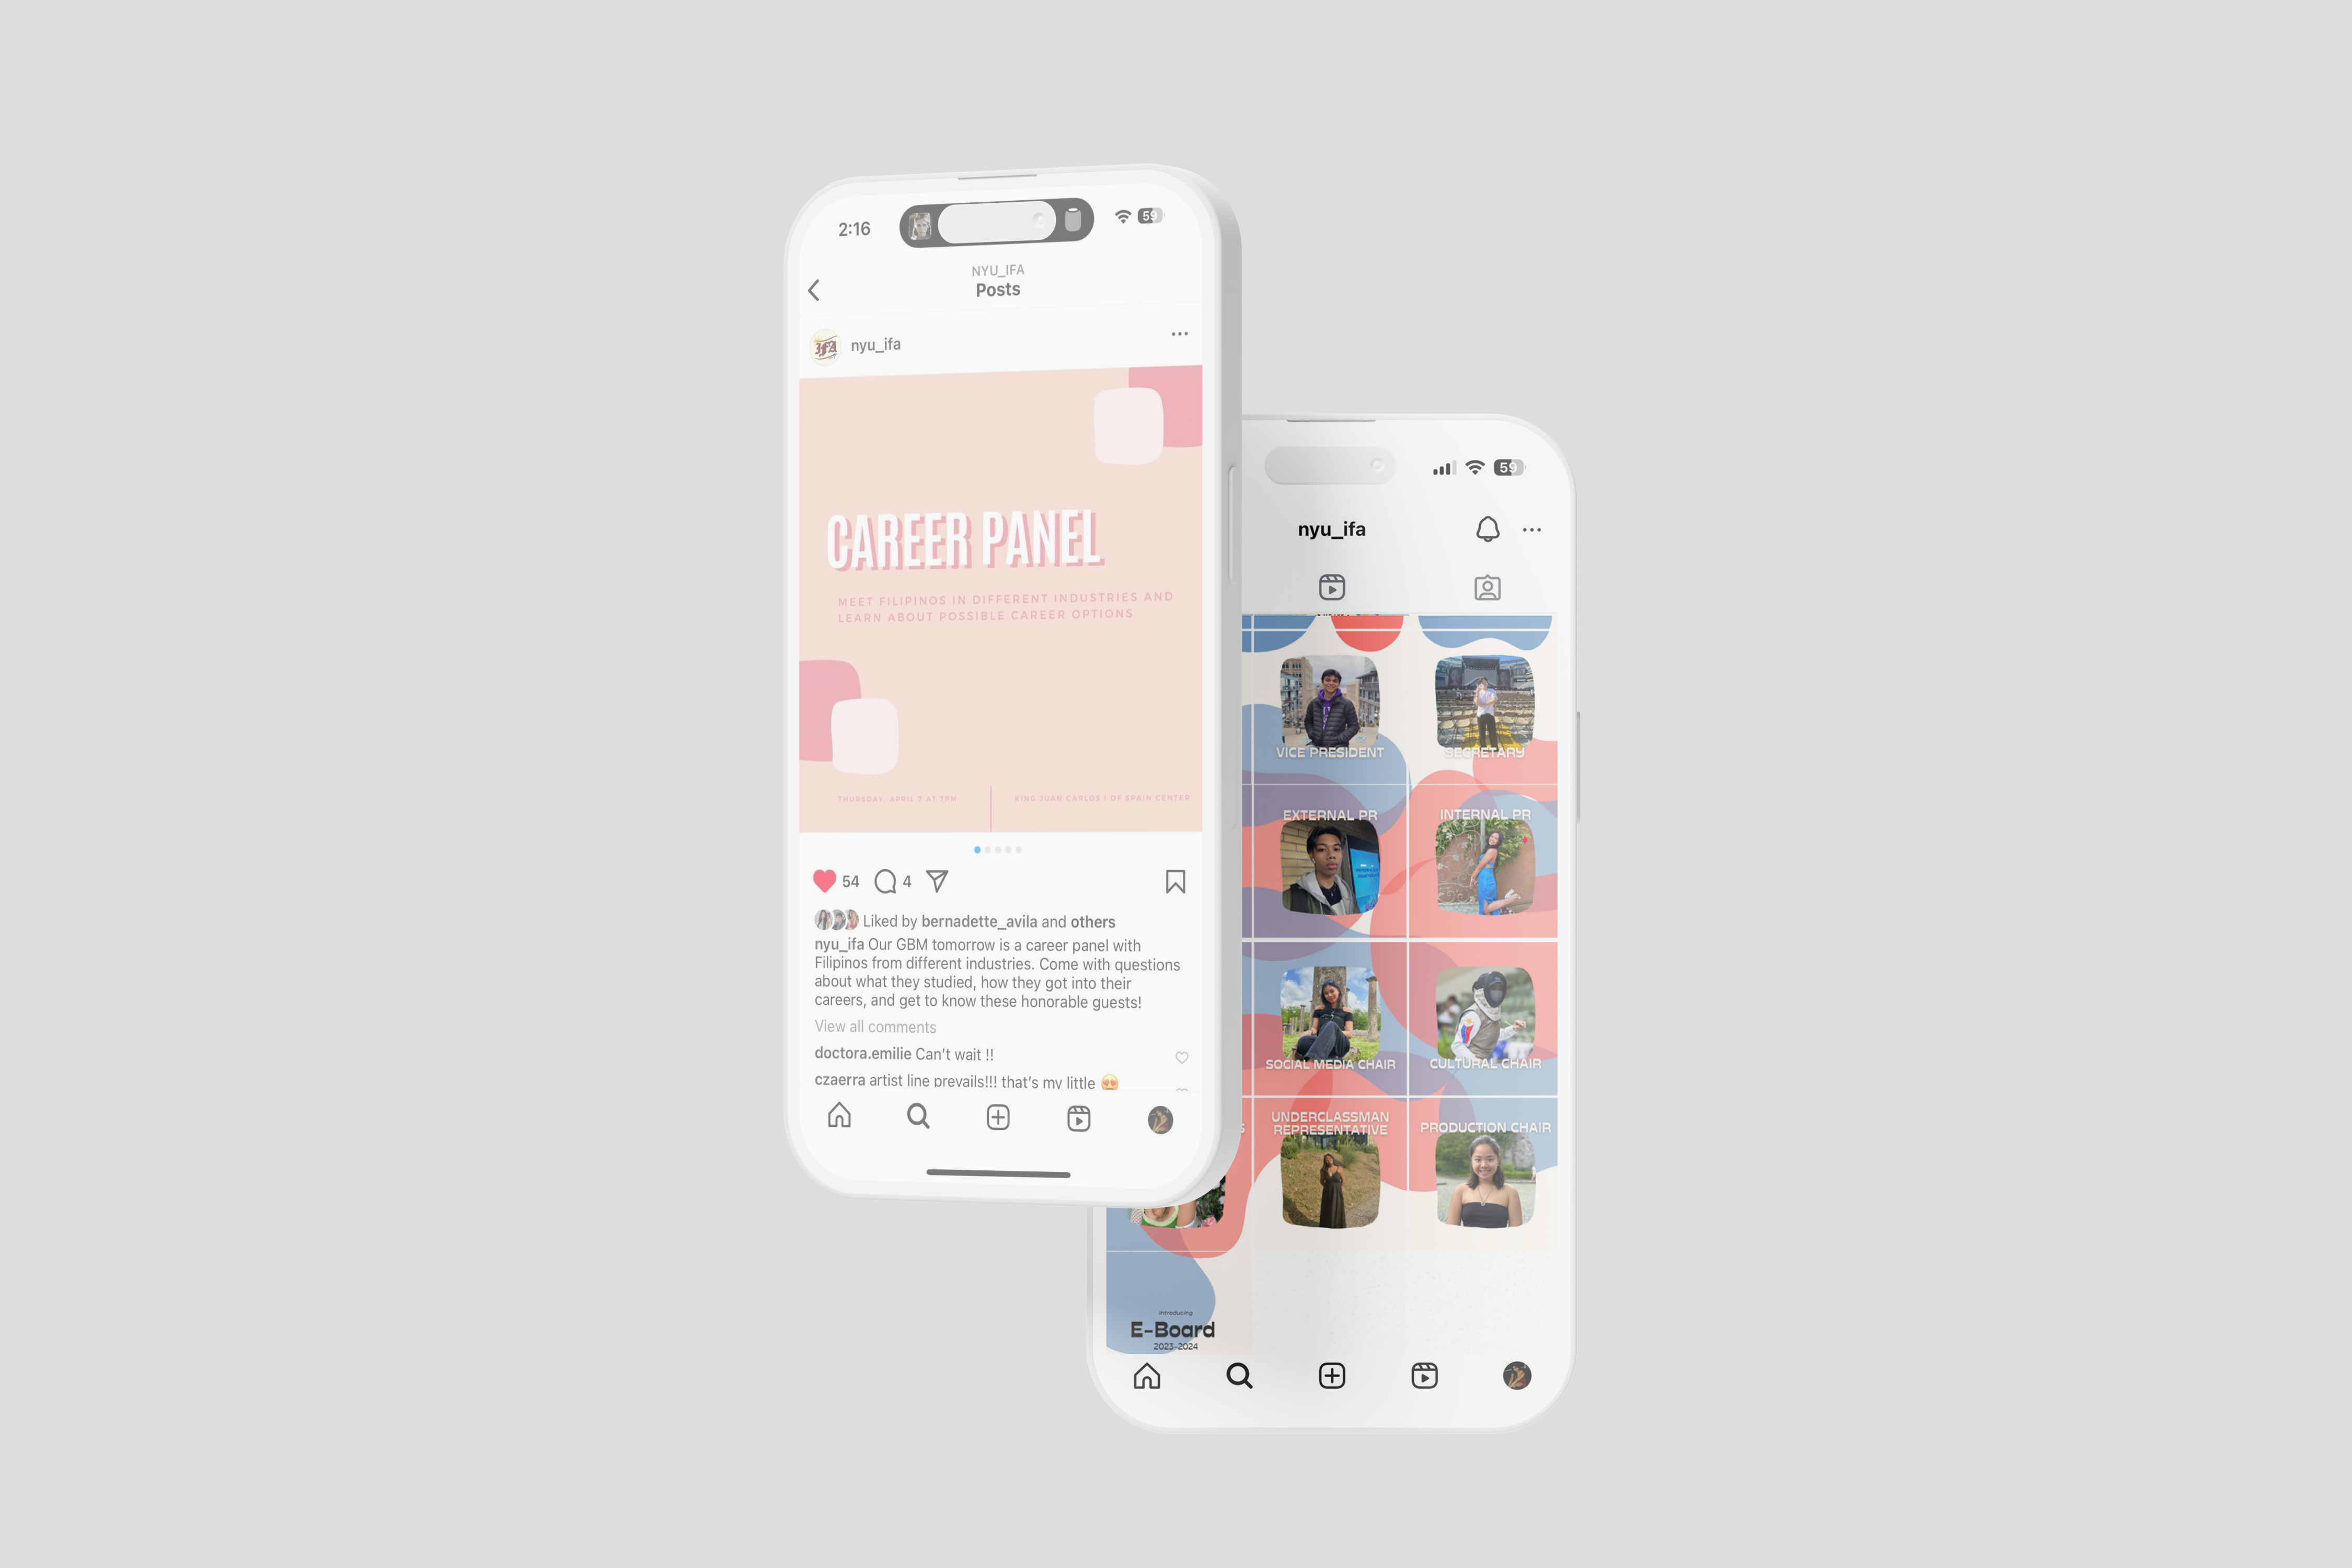 2:16
59
NYU_IFA
Posts
IFA
nyu_ifa
CAREER PANEL
MEET FILIPINOS IN DIFFERENT INDUSTRIES AND
LEARN ABOUT POSSIBLE CAREER OPTIONS
THURSDAY, APRIL 7 AT 7PM
KING JUAN CARLOS I OF SPAIN CENTER
54
4
Liked by bernadette_avila and others
nyu_ifa Our GBM tomorrow is a career panel with
Filipinos from different industries. Come with questions
about what they studied, how they got into their
careers, and get to know these honorable guests!
View all comments
doctora.emilie Can't wait !!
czaerra artist line prevails!!! that's my little 😍
59
nyu_ifa
VICE PRESIDENT
SECRETARY
EXTERNAL PR
INTERNAL PR
SOCIAL MEDIA CHAIR
CULTURAL CHAIR
UNDERCLASSMAN
REPRESENTATIVE
PRODUCTION CHAIR
introducing
E-Board
2023-2024